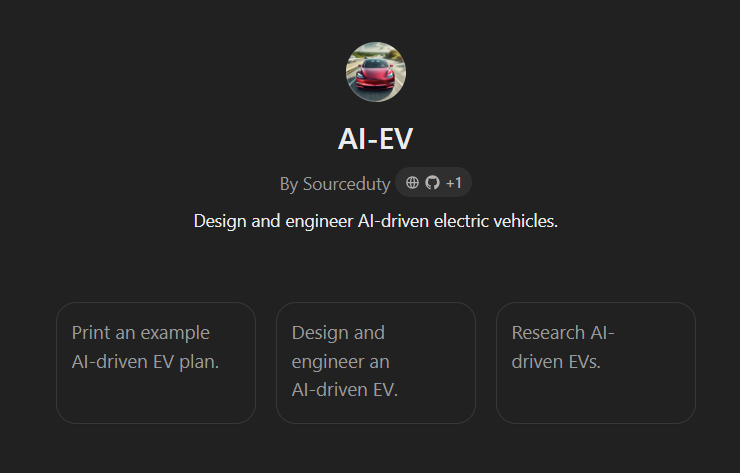 AI-EV
By Sourceduty +1
Design and engineer AI-driven electric vehicles.
Print an example
AI-driven EV plan.
Design and
engineer an
AI-driven EV.
Research AI-
driven EVs.